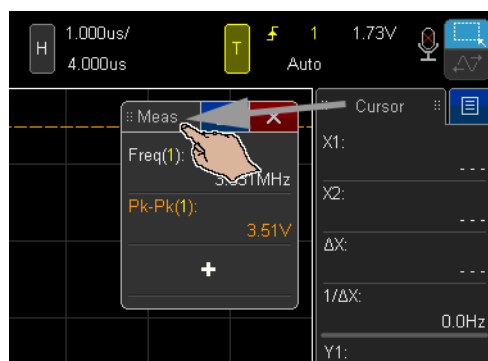 H
1.000us/
4.000us
T
1
1.73V
Auto
Meas
Freq(1):
Pk-Pk(1):
3.51V
+
Cursor
X1:
---
X2:
---
ΔX:
---
1/ΔX:
0.0Hz
Y1: